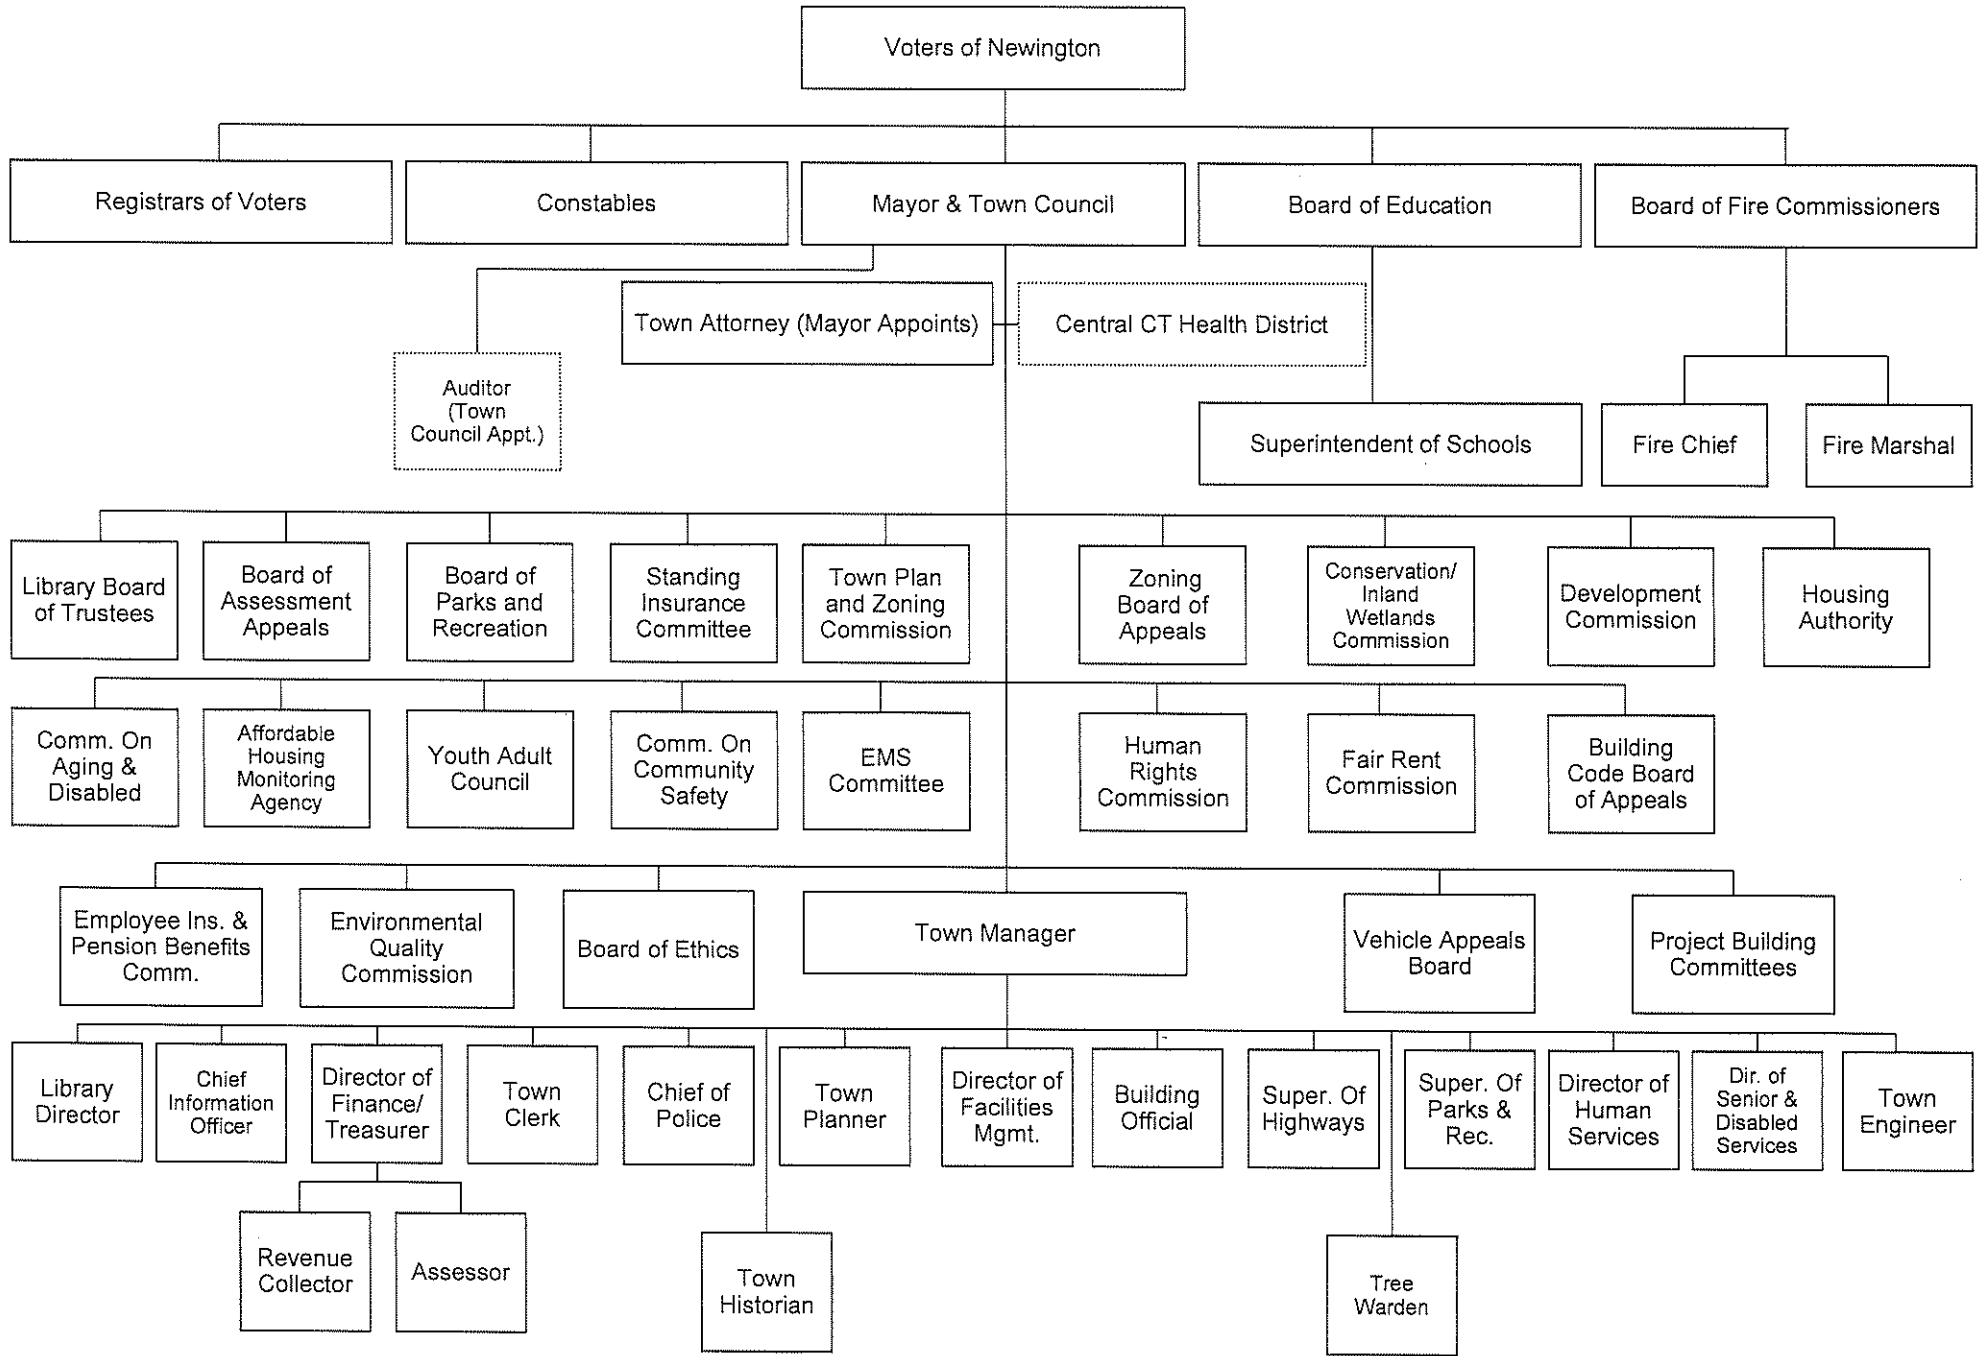 Voters of Newington
Registrars of Voters
Constables
Mayor & Town Council
Board of Education
Board of Fire Commissioners
Town Attorney (Mayor Appoints)
Central CT Health District
Auditor
(Town
Council Appt.)
Superintendent of Schools
Fire Chief
Fire Marshal
Library Board
of Trustees
Board of
Assessment
Appeals
Board of
Parks and
Recreation
Standing
Insurance
Committee
Town Plan
and Zoning
Commission
Zoning
Board of
Appeals
Conservation/
Inland
Wetlands
Commission
Development
Commission
Housing
Authority
Comm. On
Aging &
Disabled
Affordable
Housing
Monitoring
Agency
Youth Adult
Council
Comm. On
Community
Safety
EMS
Committee
Human
Rights
Commission
Fair Rent
Commission
Building
Code Board
of Appeals
Employee Ins. &
Pension Benefits
Comm.
Environmental
Quality
Commission
Board of Ethics
Town Manager
Vehicle Appeals
Board
Project Building
Committees
Library
Director
Chief
Information
Officer
Director of
Finance/
Treasurer
Town
Clerk
Chief of
Police
Town
Planner
Director of
Facilities
Mgmt.
Building
Official
Super. Of
Highways
Super. Of
Parks &
Rec.
Director of
Human
Services
Dir. of
Senior &
Disabled
Services
Town
Engineer
Revenue
Collector
Assessor
Town
Historian
Tree
Warden